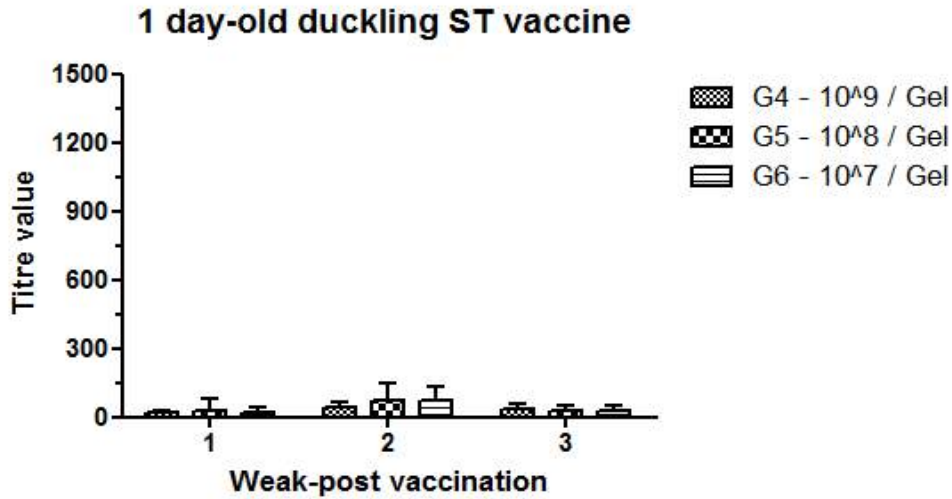 1 day-old duckling ST vaccine
1500
1200
900
600
300
0
Titre value
1
2
3
Weak-post vaccination
G4 - 10^9 / Gel
G5 - 10^8 / Gel
G6 - 10^7 / Gel